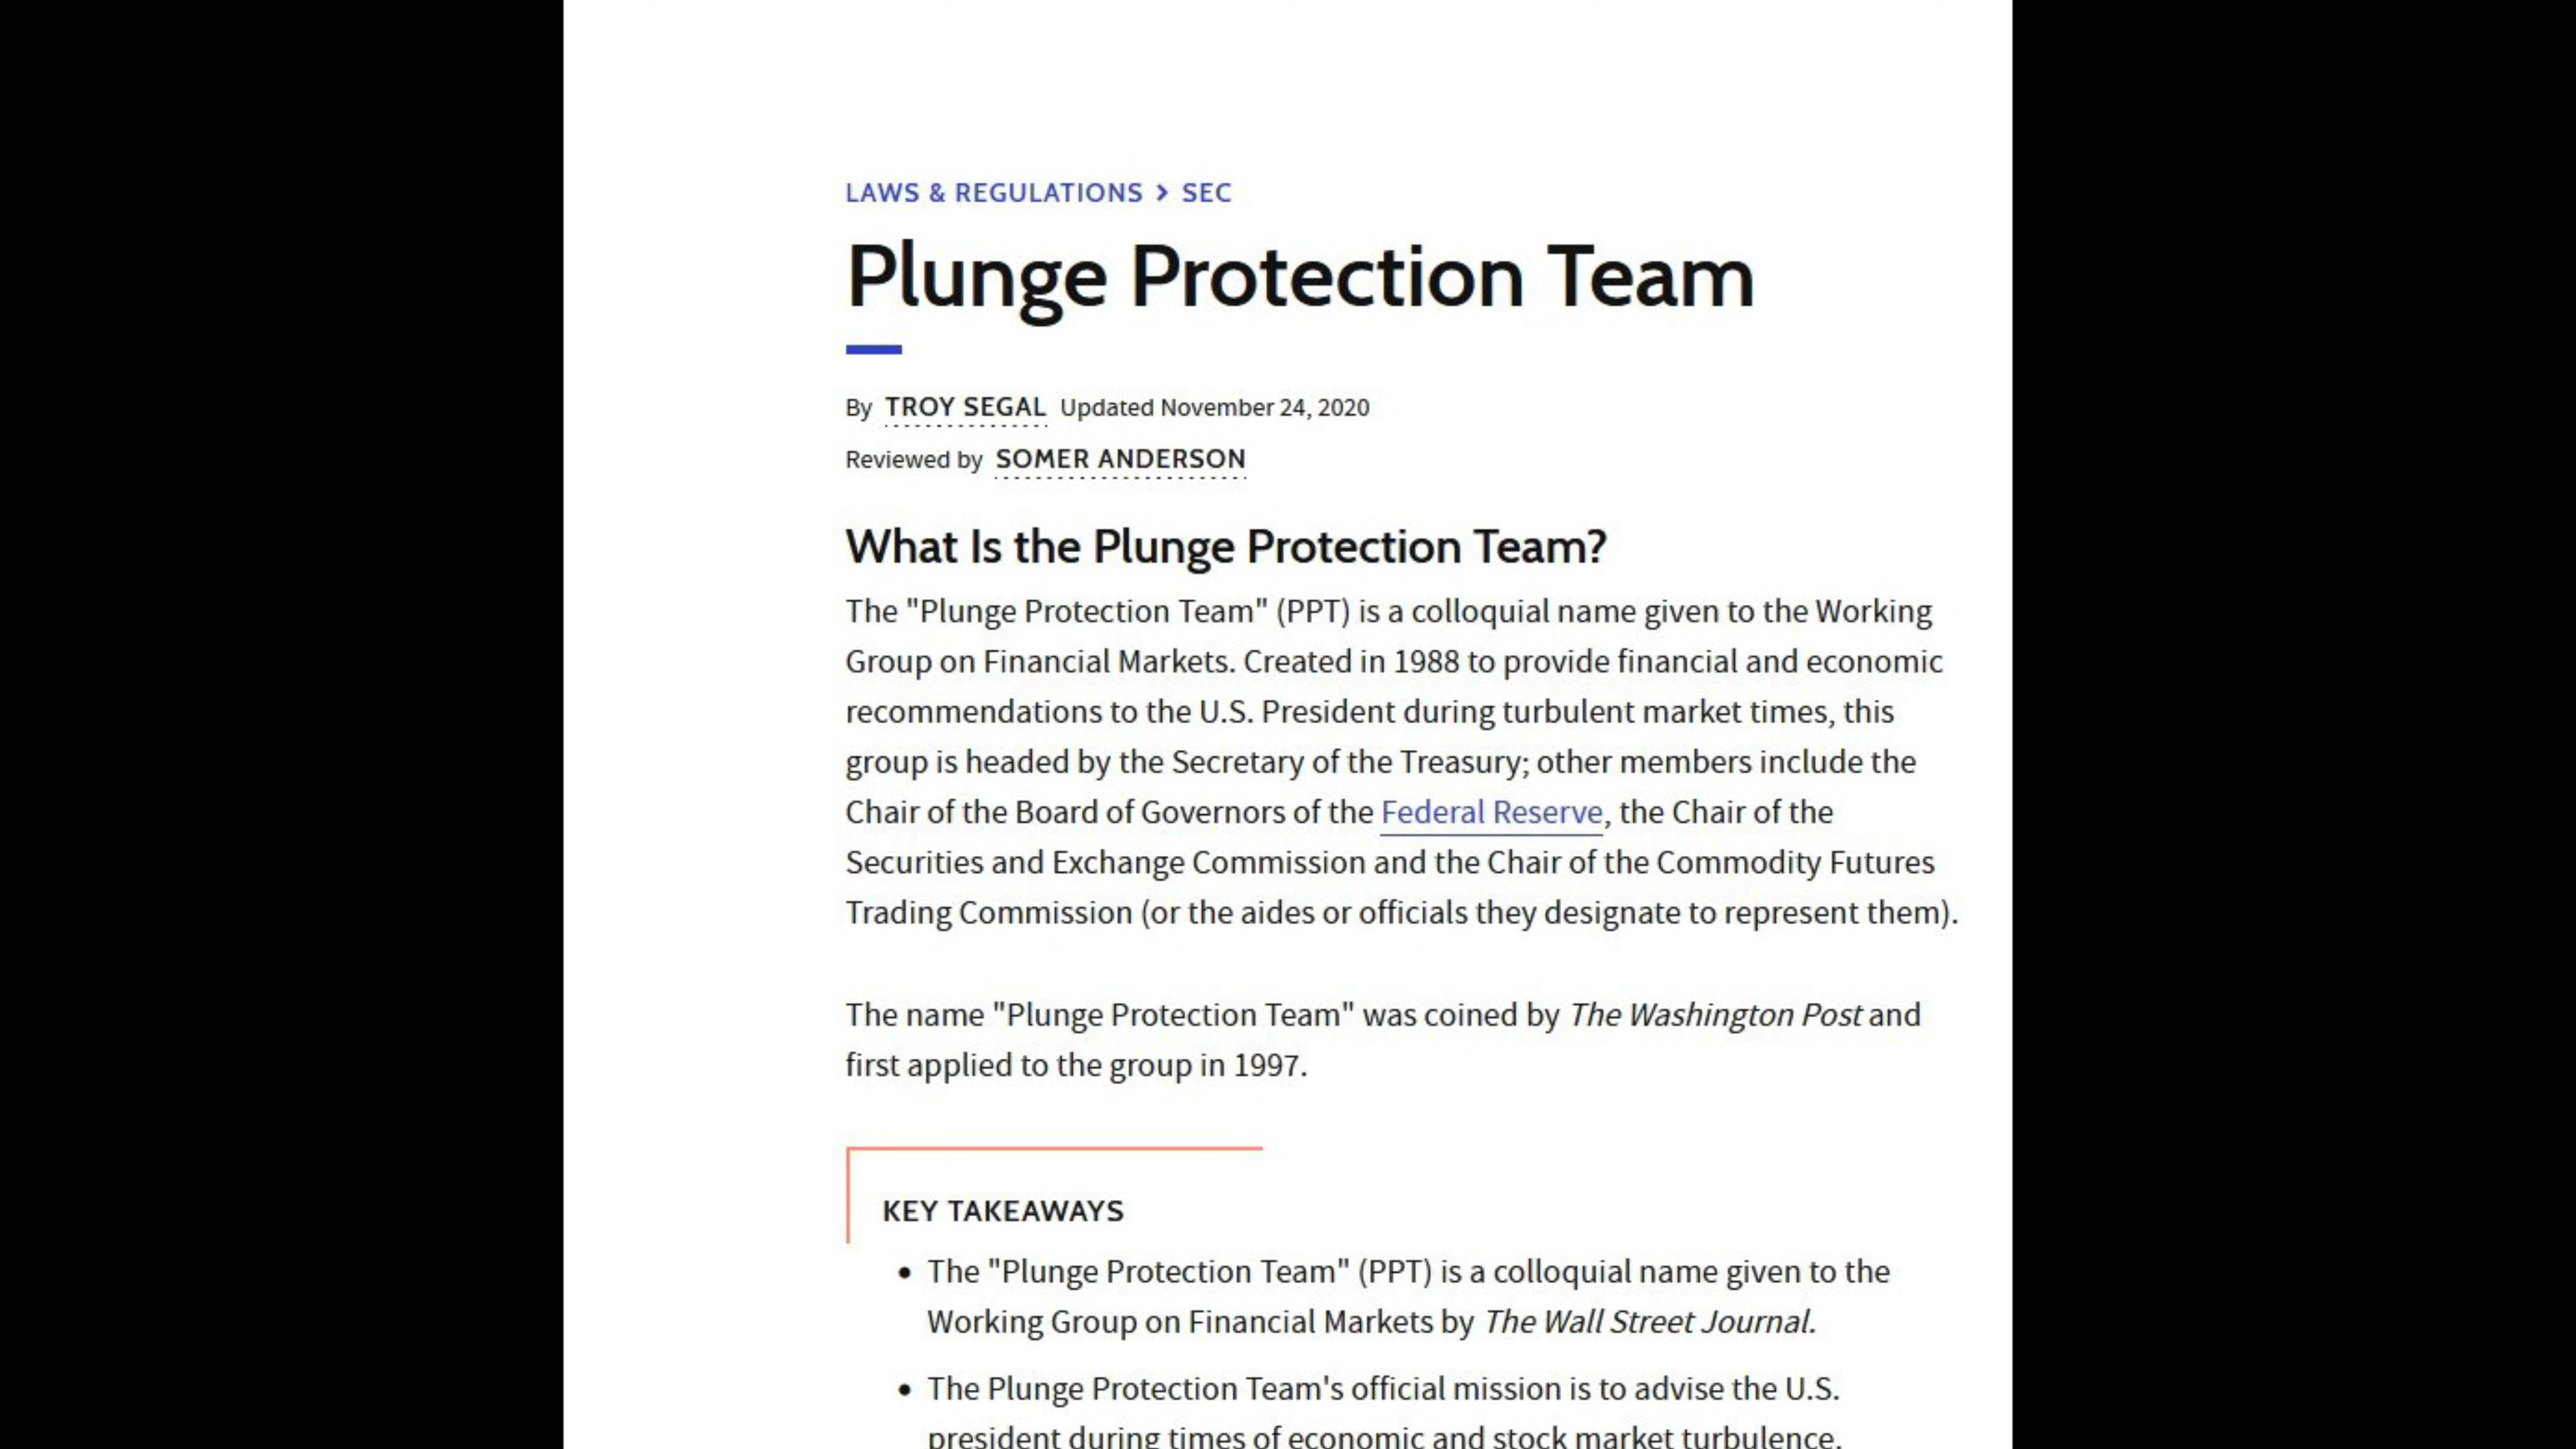 LAWS & REGULATIONS > SEC
Plunge Protection Team
By TROY SEGAL Updated November 24, 2020
Reviewed by SOMER ANDERSON
What Is the Plunge Protection Team?
The "Plunge Protection Team" (PPT) is a colloquial name given to the Working
Group on Financial Markets. Created in 1988 to provide financial and economic
recommendations to the U.S. President during turbulent market times, this
group is headed by the Secretary of the Treasury; other members include the
Chair of the Board of Governors of the Federal Reserve, the Chair of the
Securities and Exchange Commission and the Chair of the Commodity Futures
Trading Commission (or the aides or officials they designate to represent them).
The name "Plunge Protection Team" was coined by The Washington Post and
first applied to the group in 1997.
KEY TAKEAWAYS
• The "Plunge Protection Team" (PPT) is a colloquial name given to the
Working Group on Financial Markets by The Wall Street Journal.
• The Plunge Protection Team's official mission is to advise the U.S.
president during times of economic and stock market turbulence.